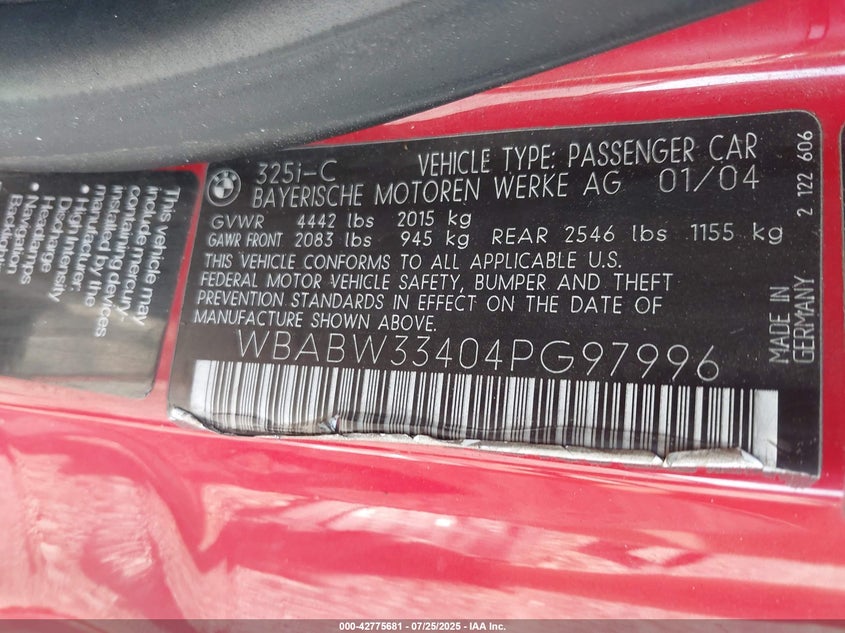 325i-C VEHICLE TYPE: PASSENGER CAR
BAYERISCHE MOTOREN WERKE AG 01/04
GVWR 4442 lbs 2015 kg
GAWR FRONT 2083 lbs 945 kg REAR 2546 lbs 1155 kg
THIS VEHICLE CONFORMS TO ALL APPLICABLE U.S.
FEDERAL MOTOR VEHICLE SAFETY, BUMPER AND THEFT
PREVENTION STANDARDS IN EFFECT ON THE DATE OF
MANUFACTURE SHOWN ABOVE.
WBABW33404PG97996
2 122 606
MADE IN
GERMANY
This vehicle may
include mercury-
containing devices
installed by the
manufacturer:
• High Intensity
Discharge
Headlamps
• Navigation
000-42775681 | 07/25/2025 - IAA Inc.